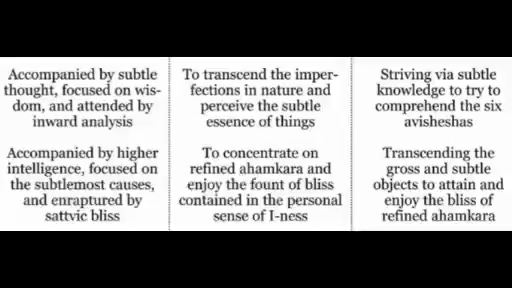 Accompanied by subtle
thought, focused on wis-
dom, and attended by
inward analysis
To transcend the imper-
fections in nature and
perceive the subtle
essence of things
Striving via subtle
knowledge to try to
comprehend the six
avisheshas
Accompanied by higher
intelligence, focused on
the subtlemost causes,
and enraptured by
sattvic bliss
To concentrate on
refined ahamkara and
enjoy the fount of bliss
contained in the personal
sense of I-ness
Transcending the
gross and subtle
objects to attain and
enjoy the bliss of
refined ahamkara